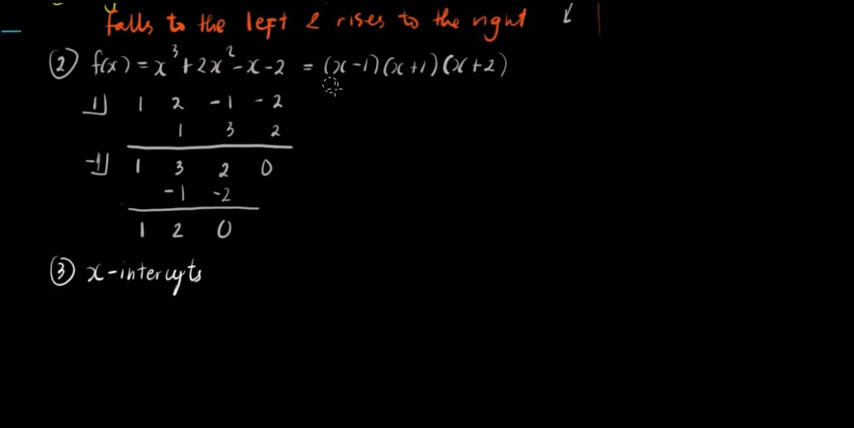 falls to the left & rises to the right ↙
② f(x) = x³ + 2x² - x - 2 = (x - 1)(x + 1)(x + 2)
1 1 2 -1 -2
1 3 2
-1 1 3 2 0
-1 -2
1 2 0
③ x-intercepts